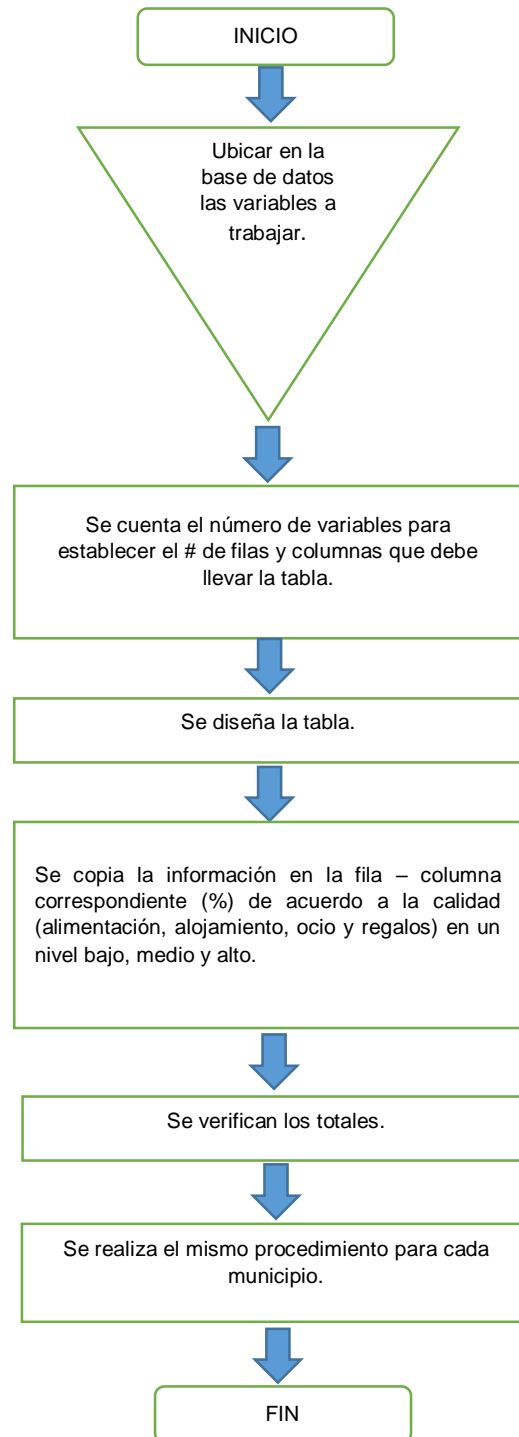 INICIO
Ubicar en la
base de datos
las variables a
trabajar.
Se cuenta el número de variables para
establecer el # de filas y columnas que debe
llevar la tabla.
Se diseña la tabla.
Se copia la información en la fila – columna
correspondiente (%) de acuerdo a la calidad
(alimentación, alojamiento, ocio y regalos) en un
nivel bajo, medio y alto.
Se verifican los totales.
Se realiza el mismo procedimiento para cada
municipio.
FIN